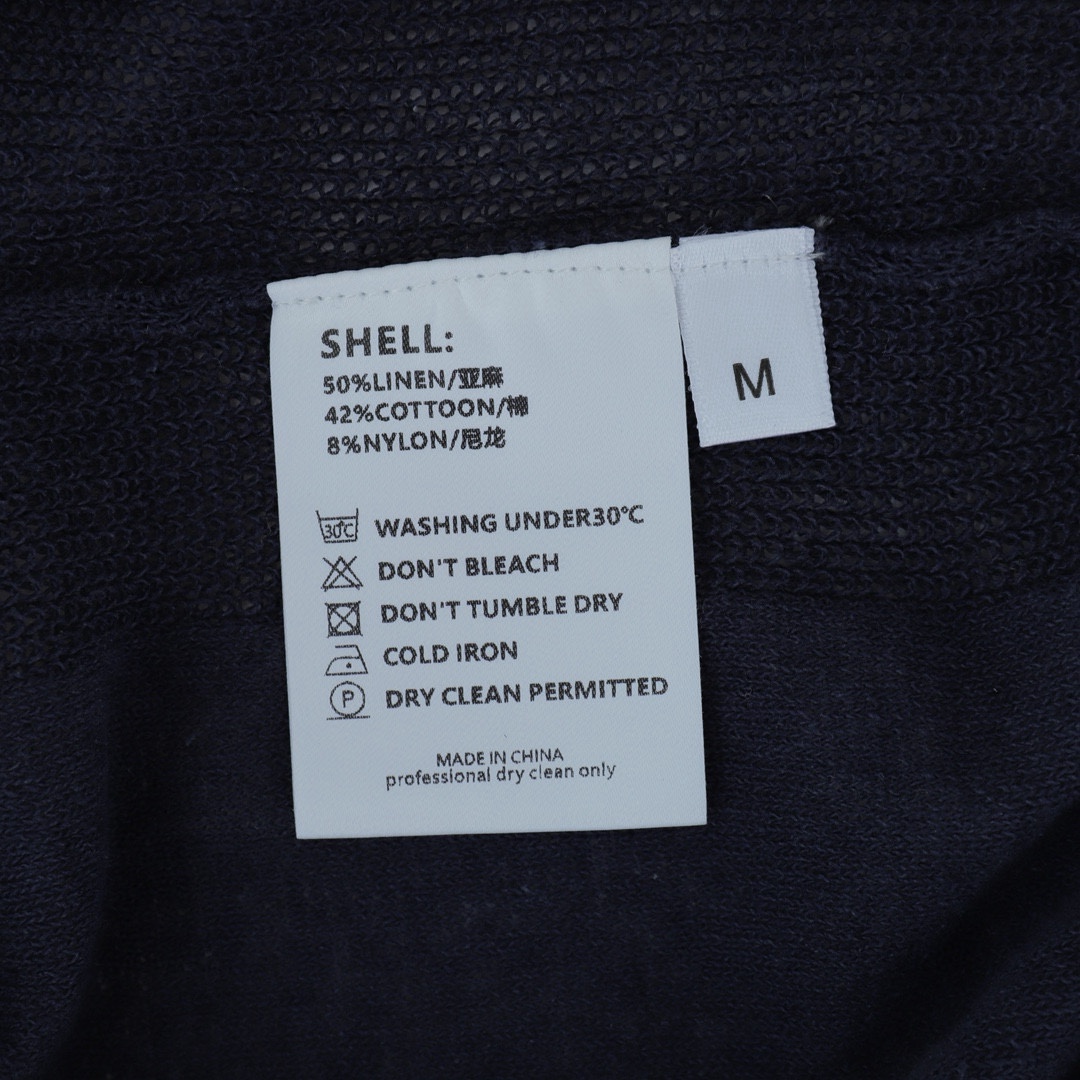 SHELL:
50%LINEN/亚麻
42%COTTOON/棉
8%NYLON/尼龙
30℃ WASHING UNDER30℃
DON'T BLEACH
DON'T TUMBLE DRY
COLD IRON
P DRY CLEAN PERMITTED
MADE IN CHINA
professional dry clean only
M